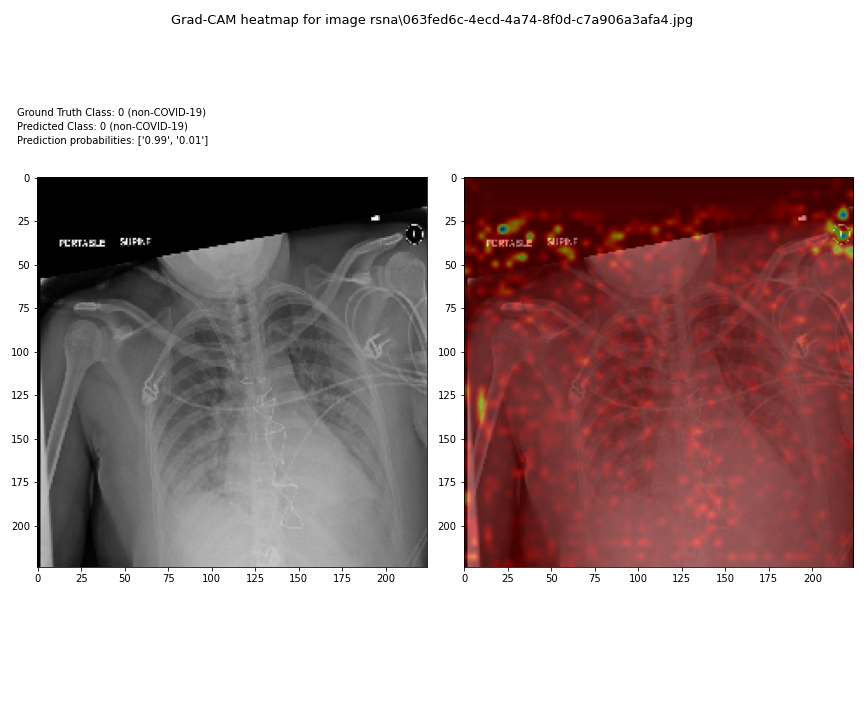 Grad-CAM heatmap for image rsna\063fed6c-4ecd-4a74-8f0d-c7a906a3afa4.jpg
Ground Truth Class: 0 (non-COVID-19)
Predicted Class: 0 (non-COVID-19)
Prediction probabilities: ['0.99', '0.01']
0
25
50
75
100
125
150
175
200
0 25 50 75 100 125 150 175 200
PORTABLE SUPINE
0
25
50
75
100
125
150
175
200
0 25 50 75 100 125 150 175 200
PORTABLE SUPINE